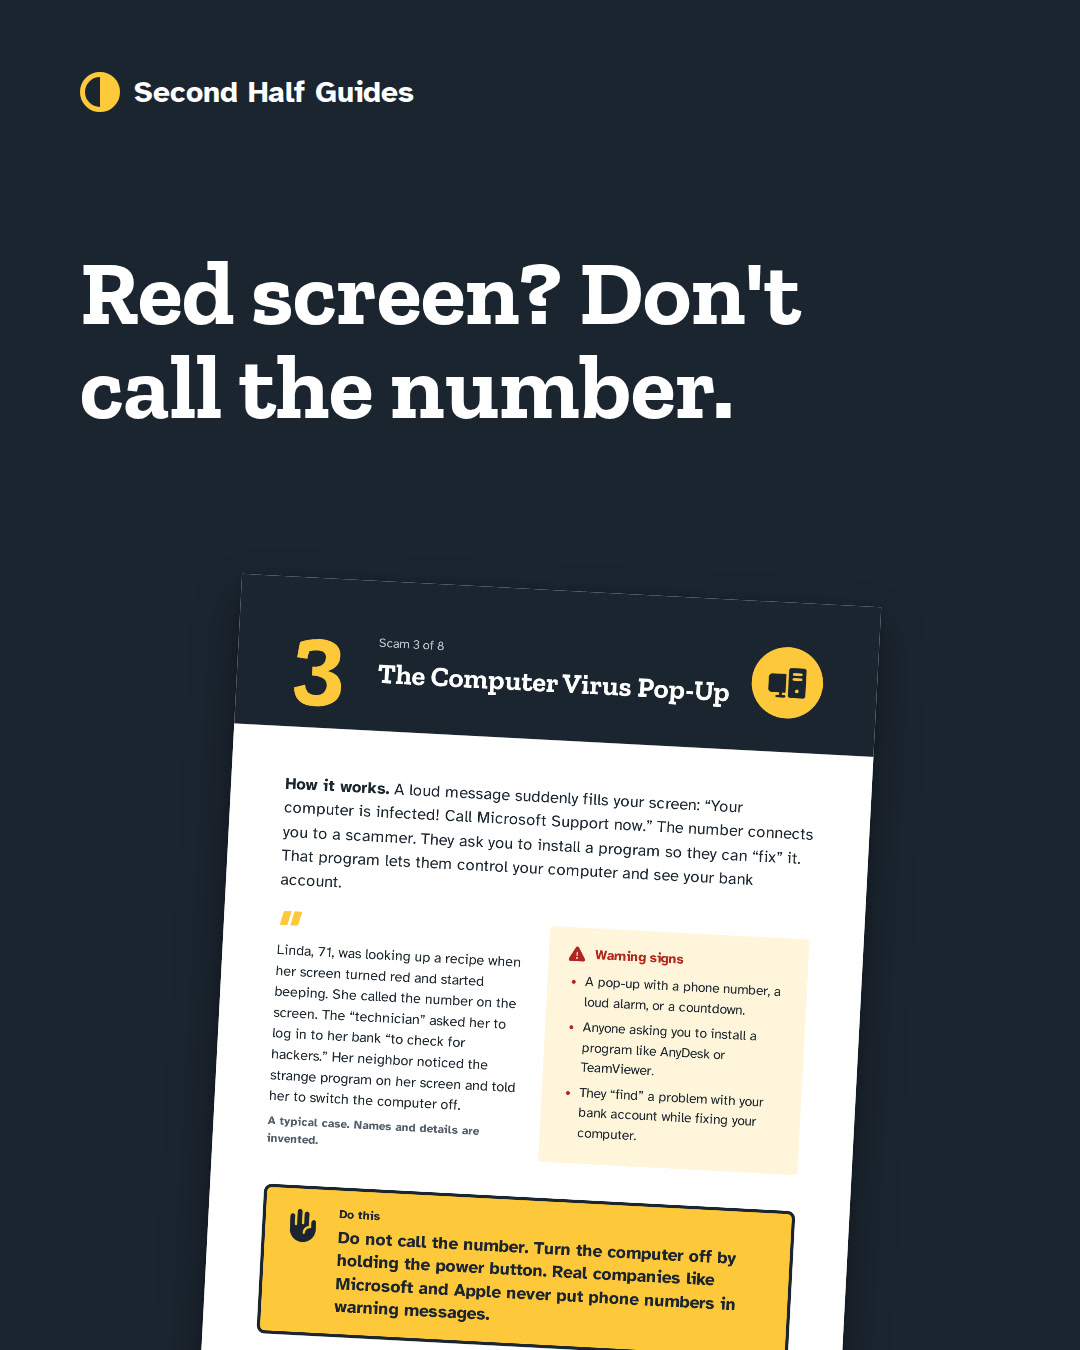 Second Half Guides
Red screen? Don't
call the number.
3
Scam 3 of 8
The Computer Virus Pop-Up
How it works. A loud message suddenly fills your screen: “Your
computer is infected! Call Microsoft Support now.” The number connects
you to a scammer. They ask you to install a program so they can “fix” it.
That program lets them control your computer and see your bank
account.
Linda, 71, was looking up a recipe when
her screen turned red and started
beeping. She called the number on the
screen. The “technician” asked her to
log in to her bank “to check for
hackers.” Her neighbor noticed the
strange program on her screen and told
her to switch the computer off.
A typical case. Names and details are
invented.
Warning signs
• A pop-up with a phone number, a
loud alarm, or a countdown.
• Anyone asking you to install a
program like AnyDesk or
TeamViewer.
• They “find” a problem with your
bank account while fixing your
computer.
Do this
Do not call the number. Turn the computer off by
holding the power button. Real companies like
Microsoft and Apple never put phone numbers in
warning messages.